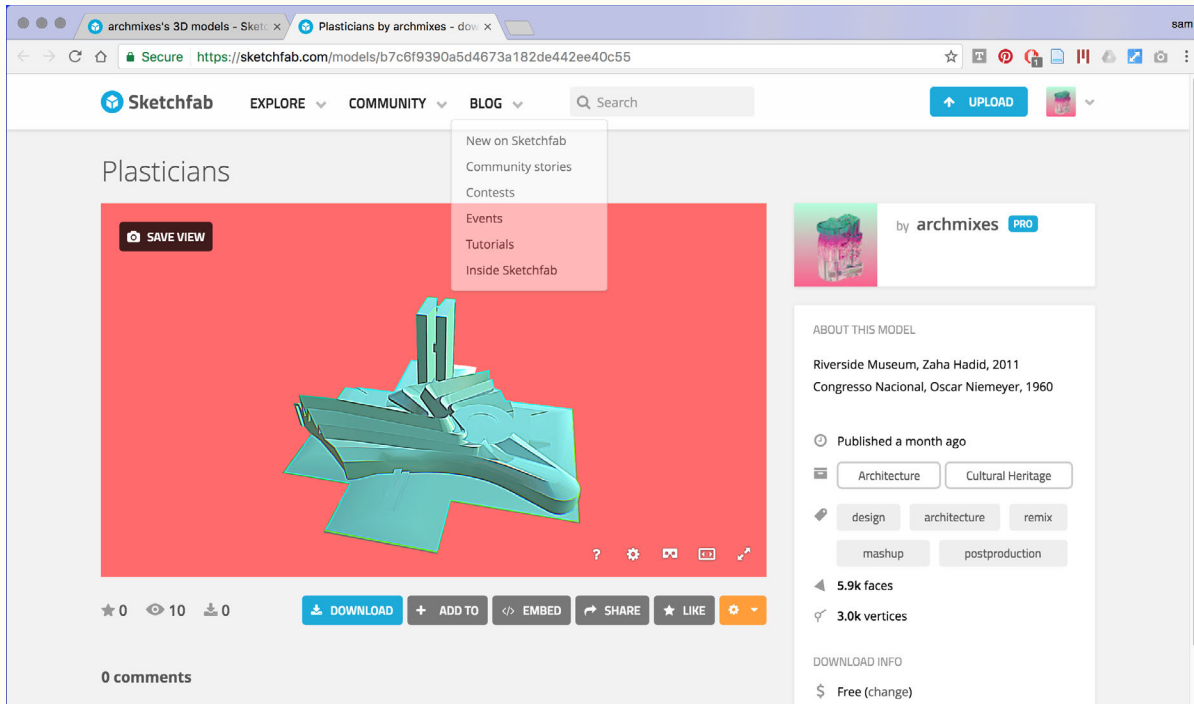 archmixes's 3D models - Sketc
Plasticians by archmixes - dow
sam
Secure https://sketchfab.com/models/b7c6f9390a5d4673a182de442ee40c55
Sketchfab EXPLORE COMMUNITY BLOG Search UPLOAD
New on Sketchfab
Community stories
Contests
Events
Tutorials
Inside Sketchfab
Plasticians
SAVE VIEW
by archmixes PRO
ABOUT THIS MODEL
Riverside Museum, Zaha Hadid, 2011
Congresso Nacional, Oscar Niemeyer, 1960
Published a month ago
Architecture Cultural Heritage
design architecture remix
mashup postproduction
5.9k faces
3.0k vertices
DOWNLOAD INFO
$ Free (change)
?
0 10 0 DOWNLOAD + ADD TO </> EMBED SHARE LIKE
0 comments